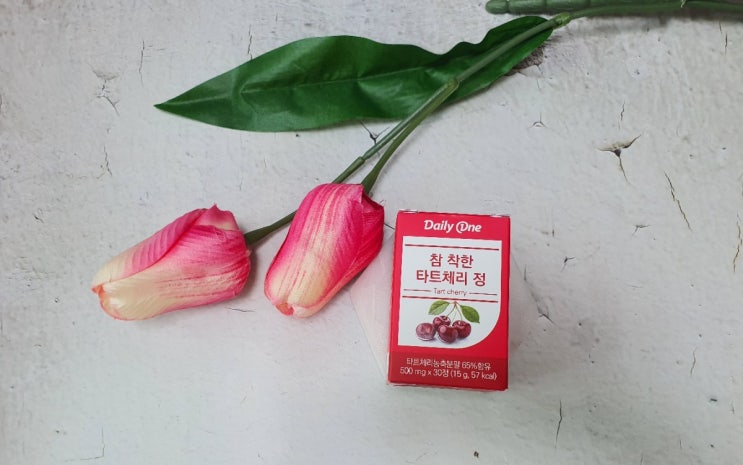 Daily One
참 착한
타트체리 정
Tart cherry
타트체리농축분말 65%함유
500 mg x 30정 (15 g, 57 kcal)